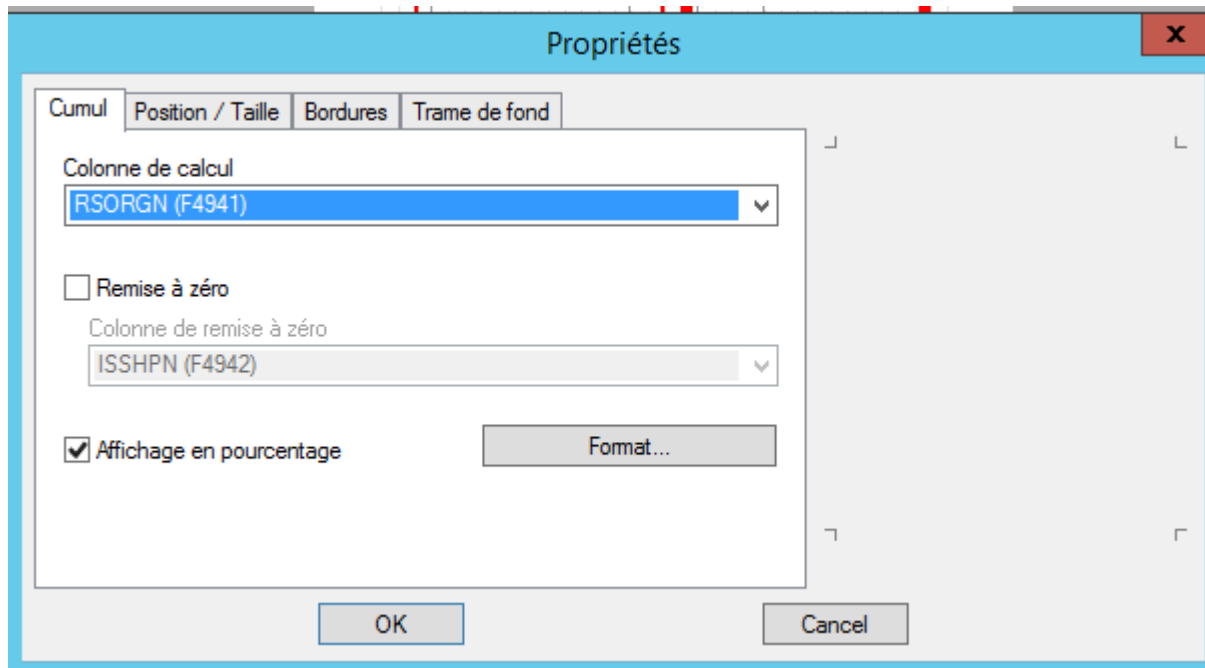 Propriétés
x
Cumul
Position / Taille
Bordures
Trame de fond
Colonne de calcul
RSORGN (F4941)
Remise à zéro
Colonne de remise à zéro
ISSHPN (F4942)
Affichage en pourcentage
Format...
OK
Cancel